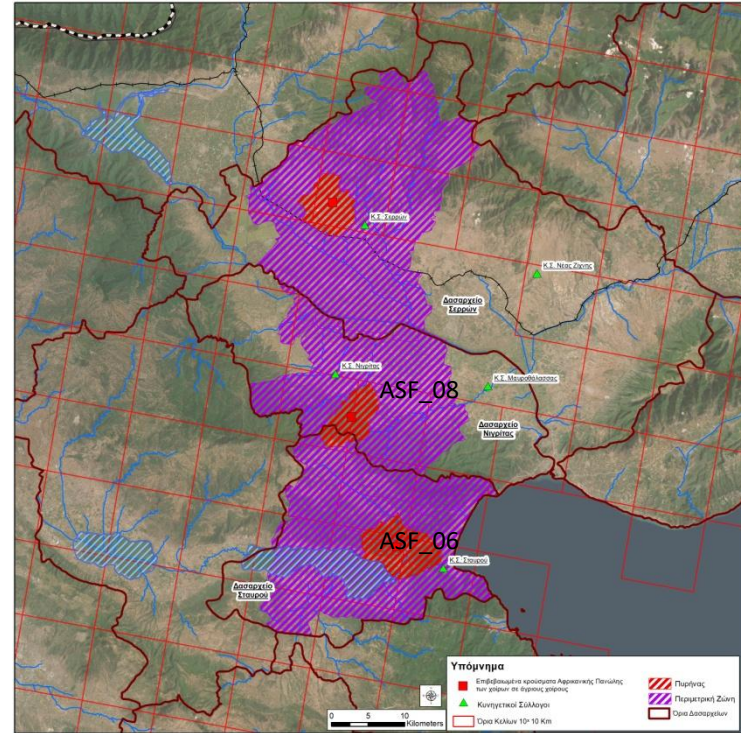 Κ.Σ. Σερρών
Κ.Σ. Νέας Ζίχνης
Δασαρχείο
Σερρών
Κ.Σ. Νιγρίτας
ASF_08
Κ.Σ. Μαυροθάλασσας
Δασαρχείο
Νιγρίτας
ASF_06
Κ.Σ. Σταυρού
Δασαρχείο
Σταυρού
Υπόμνημα
Επιβεβαιωμένα κρούσματα Αφρικανικής Πανώλης
των χοίρων σε άγριους χοίρους
Κυνηγετικοί Σύλλογοι
Όρια Κελίων 10* 10 Km
Πυρήνας
Περιμετρική Ζώνη
Όρια Δασαρχείων
0 5 10
Kilometers